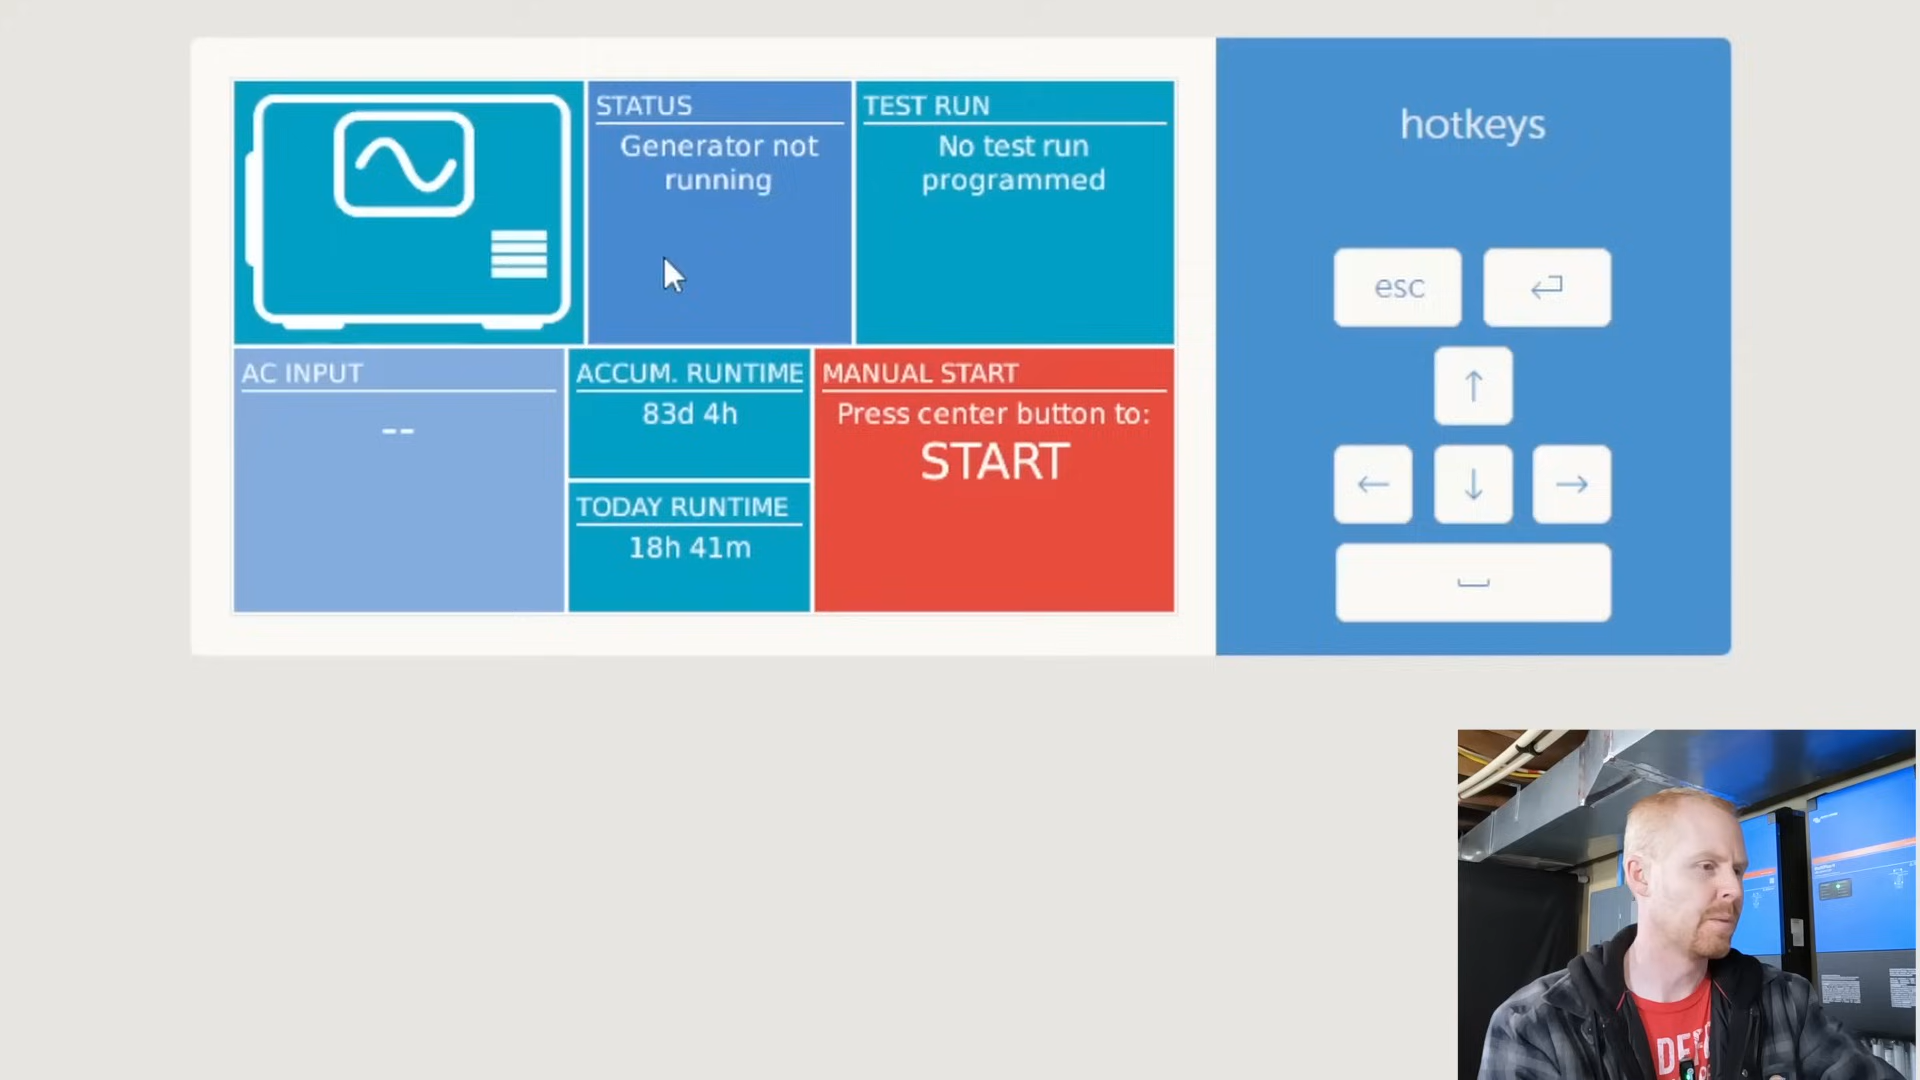 STATUS
Generator not
running
TEST RUN
No test run
programmed
AC INPUT
--
ACCUM. RUNTIME
83d 4h
TODAY RUNTIME
18h 41m
MANUAL START
Press center button to:
START
hotkeys
esc